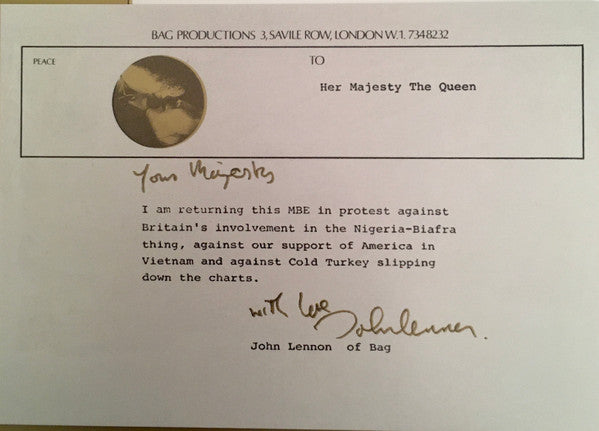 BAG PRODUCTIONS 3, SAVILE ROW, LONDON W.1. 7348232
PEACE
TO
Her Majesty The Queen
Your Majesty
I am returning this MBE in protest against
Britain's involvement in the Nigeria-Biafra
thing, against our support of America in
Vietnam and against Cold Turkey slipping
down the charts.
with love
John Lennon.
John Lennon of Bag